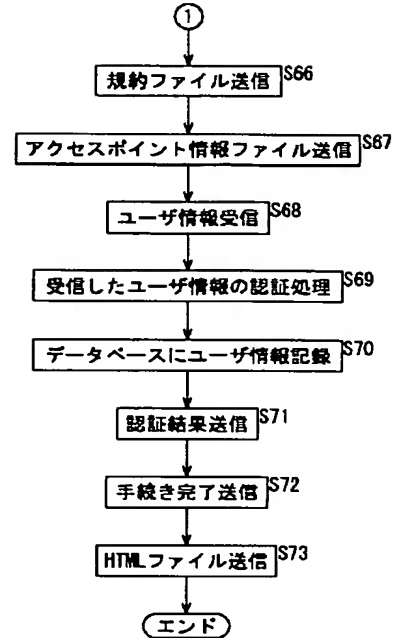 1
規約ファイル送信 S66
アクセスポイント情報ファイル送信 S67
ユーザ情報受信 S68
受信したユーザ情報の認証処理 S69
データベースにユーザ情報記録 S70
認証結果送信 S71
手続き完了送信 S72
HTMLファイル送信 S73
エンド